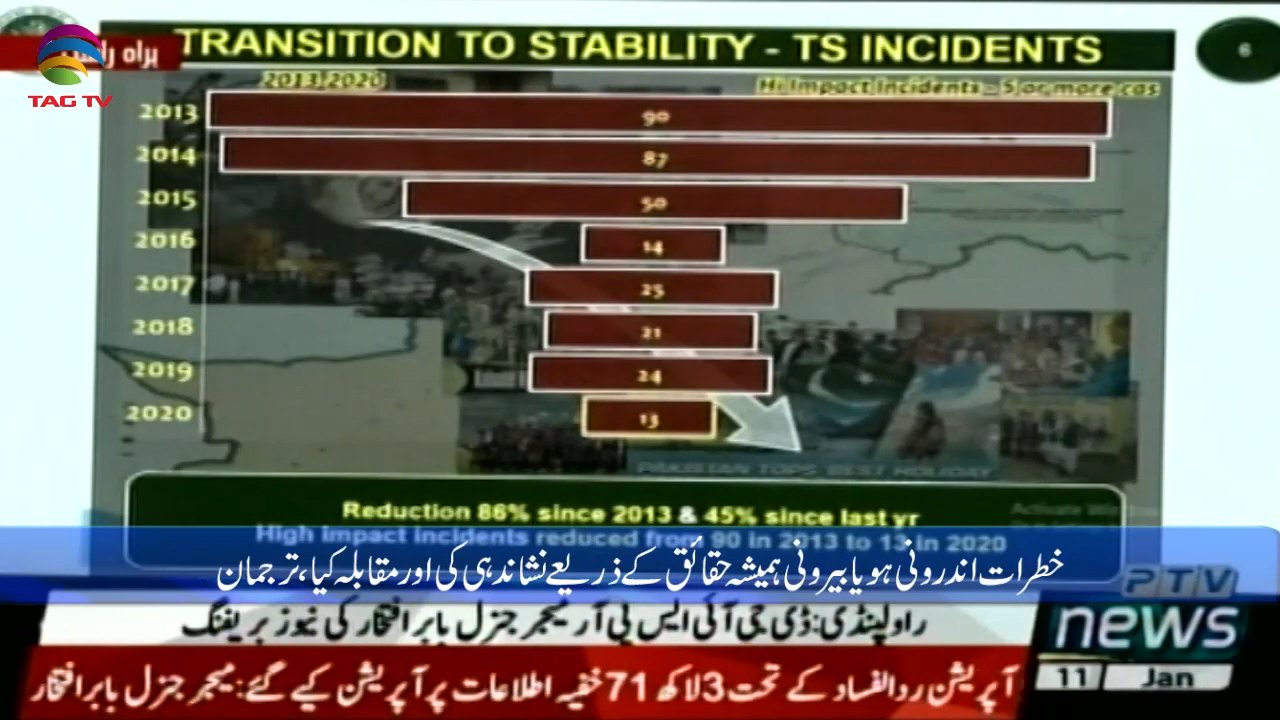 براہ
TAG TV
TRANSITION TO STABILITY - TS INCIDENTS
6
2013 2020
Hi Impact Incidents - 5 or more cas
2013 90
2014 87
2015 50
2016 14
2017 25
2018 21
2019 24
2020 13
PAKISTAN TOPS BEST HOLIDAY
Reduction 86% since 2013 & 45% since last yr
High impact incidents reduced from 90 in 2013 to 13 in 2020
خطرات اندرونی ہو یا بیرونی ہمیشہ حقائق کے ذریعے نشاندہی کی اور مقابلہ کیا، ترجمان
PTV
news
راولپنڈی: ڈی جی آئی ایس پی آر میجر جنرل بابر افتخار کی نیوز بریفنگ
11 Jan
آپریشن ردالفساد کے تحت 3 لاکھ 71 خفیہ اطلاعات پر آپریشن کیے گئے: میجر جنرل بابر افتخار